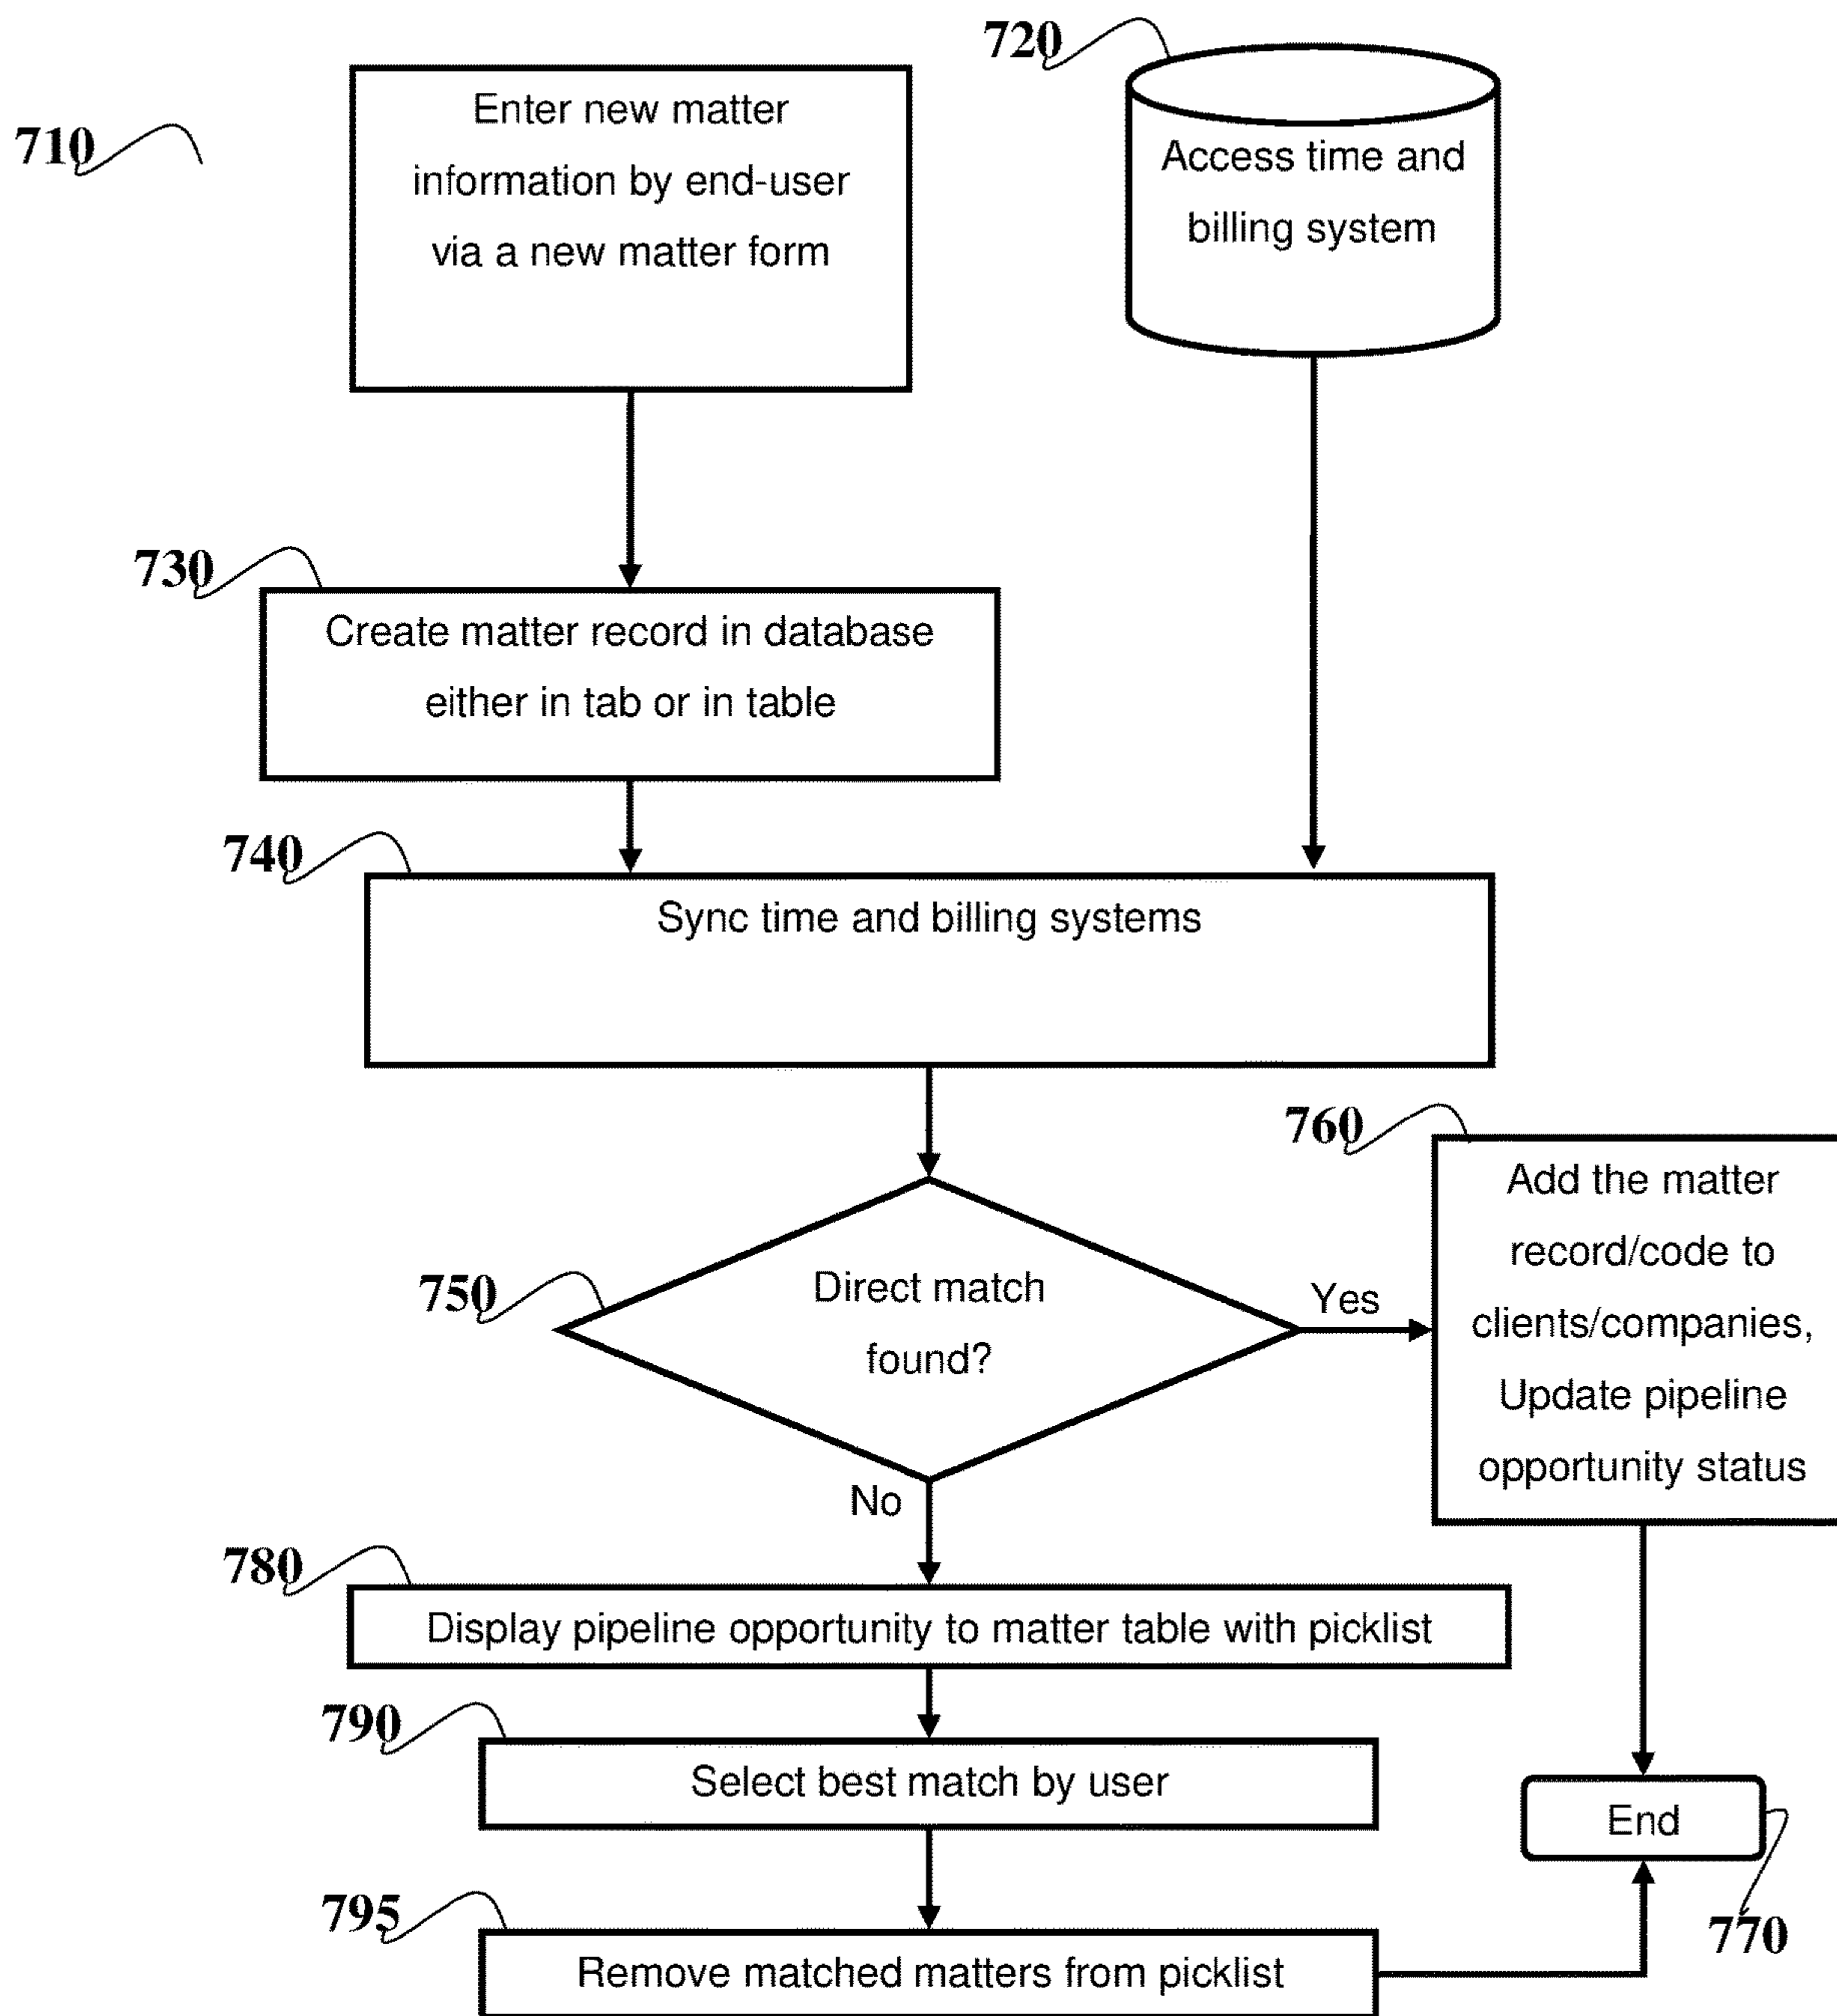 710
Enter new matter
information by end-user
via a new matter form
720
Access time and
billing system
730
Create matter record in database
either in tab or in table
740
Sync time and billing systems
750
Direct match
found?
Yes
No
760
Add the matter
record/code to
clients/companies,
Update pipeline
opportunity status
780
Display pipeline opportunity to matter table with picklist
790
Select best match by user
795
Remove matched matters from picklist
End
770